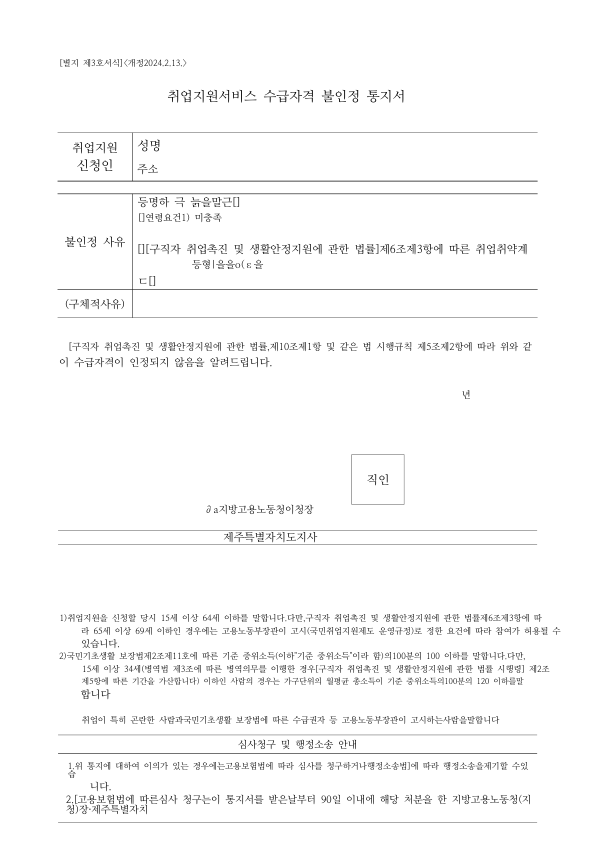 [별지 제3호서식]<개정2024.2.13.>
취업지원서비스 수급자격 불인정 통지서
취업지원
신청인
성명
주소
불인정 사유
등명하 극 늙을말근[]
[]연령요건1) 미충족
[][구직자 취업촉진 및 생활안정지원에 관한 법률]제6조제3항에 따른 취업취약계
등형|을을o(ε을
ㄷ[]
(구체적사유)
[구직자 취업촉진 및 생활안정지원에 관한 법률,제10조제1항 및 같은 법 시행규칙 제5조제2항에 따라 위와 같
이 수급자격이 인정되지 않음을 알려드립니다.
년
직인
∂a지방고용노동청이청장
제주특별자치도지사
1)취업지원을 신청할 당시 15세 이상 64세 이하를 말합니다.다만,구직자 취업촉진 및 생활안정지원에 관한 법률제6조제3항에 따
라 65세 이상 69세 이하인 경우에는 고용노동부장관이 고시(국민취업지원제도 운영규정)로 정한 요건에 따라 참여가 허용될 수
있습니다.
2)국민기초생활 보장법제2조제11호에 따른 기준 중위소득(이하"기준 중위소득"이라 함)의100분의 100 이하를 말합니다.다만,
15세 이상 34세(병역법 제3조에 따른 병역의무를 이행한 경우[구직자 취업촉진 및 생활안정지원에 관한 법률 시행령] 제2조
제5항에 따른 기간을 가산합니다) 이하인 사람의 경우는 가구단위의 월평균 총소득이 기준 중위소득의100분의 120 이하를말
합니다
취업이 특히 곤란한 사람과국민기초생활 보장법에 따른 수급권자 등 고용노동부장관이 고시하는사람을말합니다
심사청구 및 행정소송 안내
1.위 통지에 대하여 이의가 있는 경우에는고용보험법에 따라 심사를 청구하거나행정소송법]에 따라 행정소송을제기할 수있
습
니다.
2.[고용보험법에 따른심사 청구는이 통지서를 받은날부터 90일 이내에 해당 처분을 한 지방고용노동청(지
청)장·제주특별자치